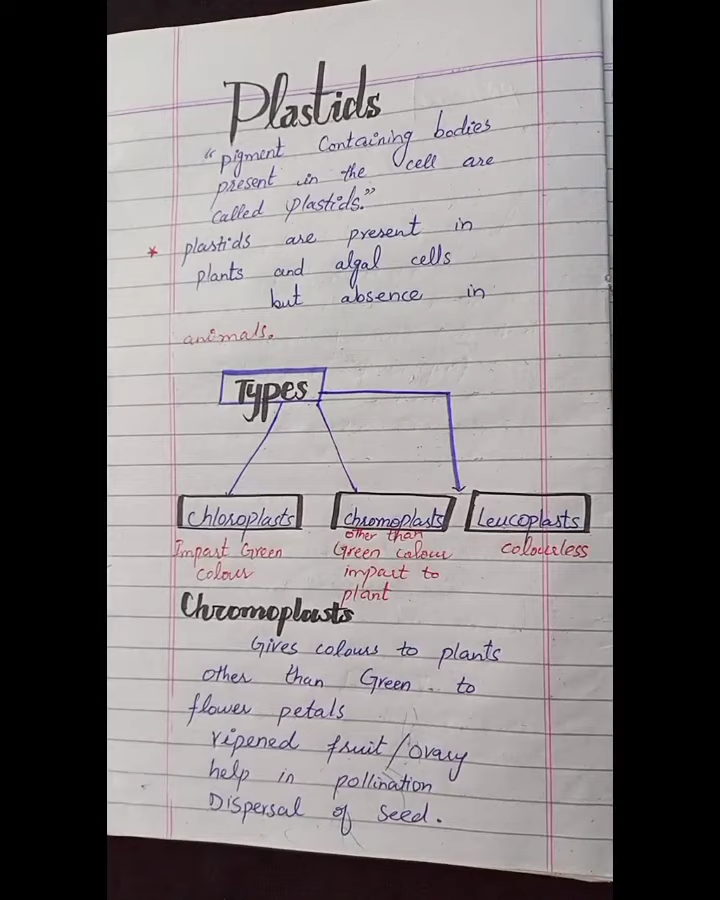 Plastids
"pigment containing bodies
present in the cell are
called plastids."
* plastids are present in
plants and algal cells
but absence in
animals.
Types
Chloroplasts
Chromoplasts
Leucoplasts
Impart Green
colour
other than
Green colour
impart to
plant
colourless
Chromoplasts
Gives colours to plants
other than Green to
flower petals
ripened fruit/ovary
help in pollination
Dispersal of seed.